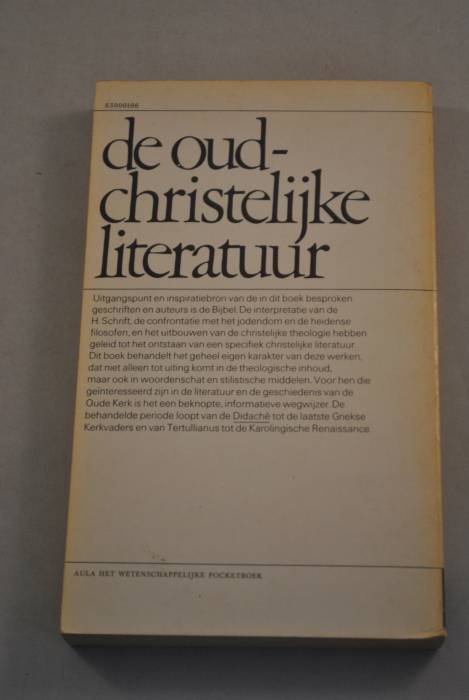 65000106
de oud-
christelijke
literatuur
Uitgangspunt en inspiratiebron van de in dit boek besproken
geschriften en auteurs is de Bijbel. De interpretatie van de
H. Schrift, de confrontatie met het jodendom en de heidense
filosofen, en het uitbouwen van de christelijke theologie hebben
geleid tot het ontstaan van een specifiek christelijke literatuur.
Dit boek behandelt het geheel eigen karakter van deze werken,
dat niet alleen tot uiting komt in de theologische inhoud,
maar ook in woordenschat en stilistische middelen. Voor hen die
geïnteresseerd zijn in de literatuur en de geschiedenis van de
Oude Kerk is het een beknopte, informatieve wegwijzer. De
behandelde periode loopt van de Didachè tot de laatste Griekse
Kerkvaders en van Tertullianus tot de Karolingische Renaissance.
AULA HET WETENSCHAPPELIJKE POCKETBOEK